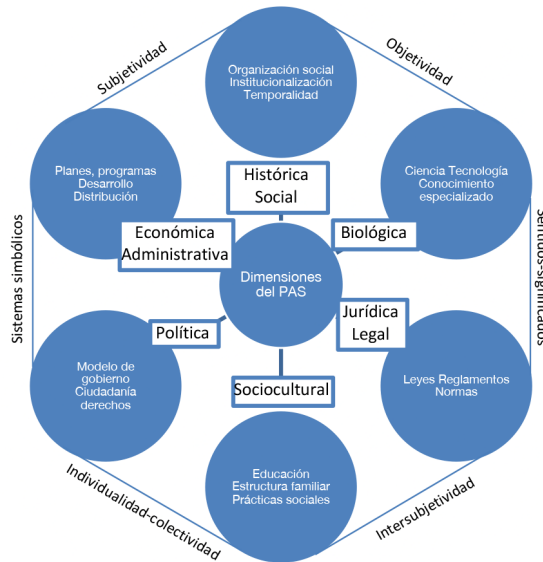 Subjetividad
Objetividad
Organización social
Institucionalización
Temporalidad
Planes, programas
Desarrollo
Distribución
Histórica
Social
Ciencia Tecnología
Conocimiento
especializado
Económica
Administrativa
Biológica
Sistemas simbólicos
Dimensiones
del PAS
Sentidos-significados
Política
Jurídica
Legal
Modelo de
gobierno
Ciudadanía
derechos
Sociocultural
Leyes Reglamentos
Normas
Educación
Estructura familiar
Prácticas sociales
Individualidad-colectividad
Intersubjetividad